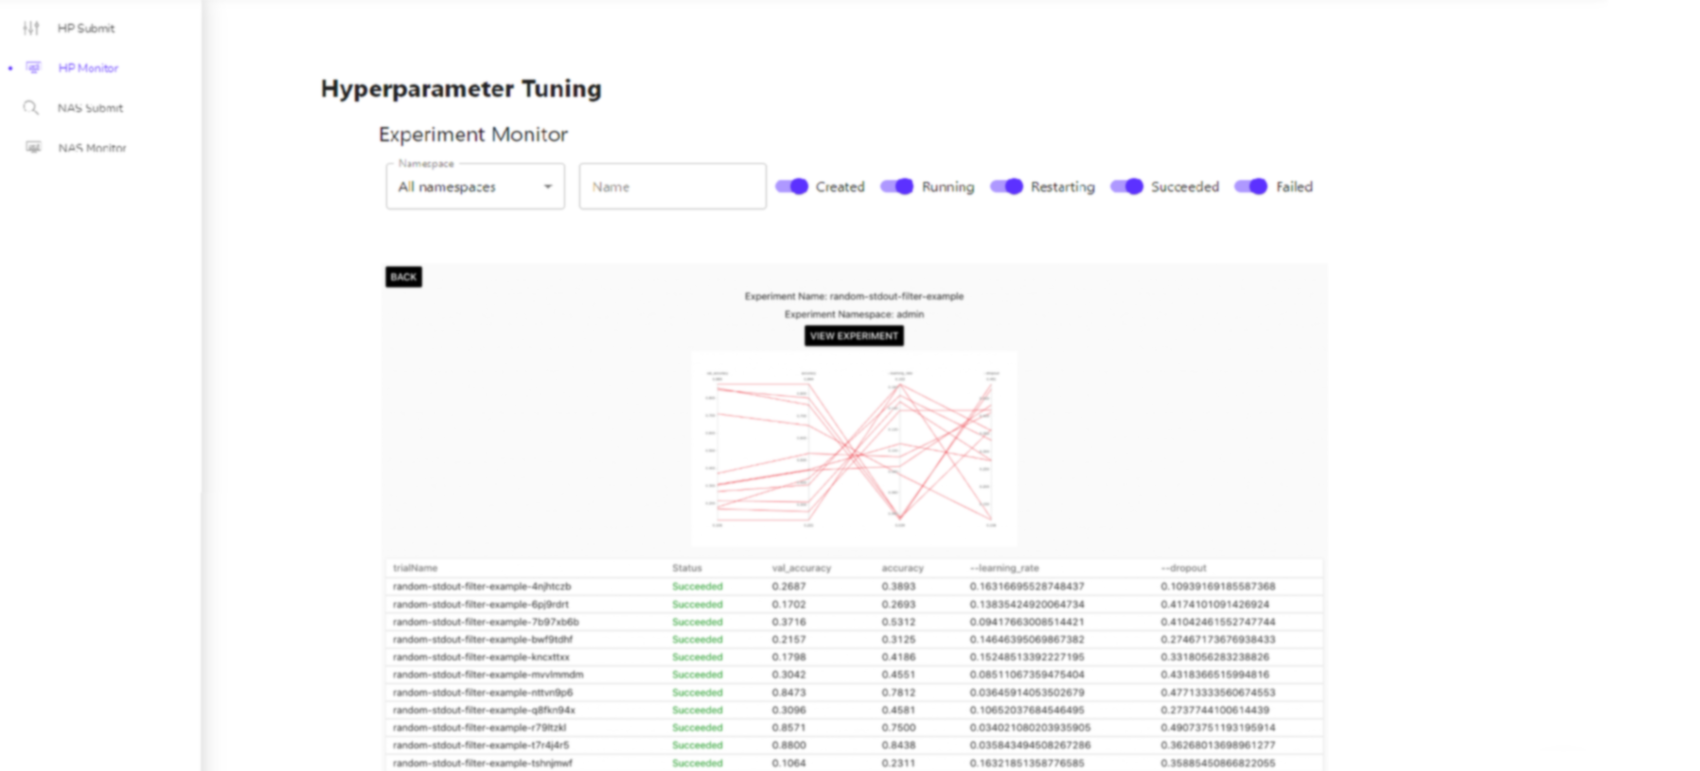 HP Submit
HP Monitor
NAS Submit
NAS Monitor
Hyperparameter Tuning
Experiment Monitor
Namespace
All namespaces
Name
Created
Running
Restarting
Succeeded
Failed
BACK
Experiment Name: random-stdout-filter-example
Experiment Namespace: admin
VIEW EXPERIMENT
trialName Status val_accuracy accuracy --learning_rate --dropout
random-stdout-filter-example-4njhtczb Succeeded 0.2687 0.3893 0.16316695528748437 0.10939169185587368
random-stdout-filter-example-6pj9rdrt Succeeded 0.1702 0.2693 0.13835424920064734 0.4174101091426924
random-stdout-filter-example-7b97xb6b Succeeded 0.3716 0.5312 0.09417663008514421 0.41042461552747744
random-stdout-filter-example-bwf9tdhf Succeeded 0.2157 0.3125 0.14646395069867382 0.27467173676938433
random-stdout-filter-example-kncxttxx Succeeded 0.1798 0.4186 0.15248513392227195 0.3318056283238826
random-stdout-filter-example-mvvlmmdm Succeeded 0.3042 0.4551 0.08511067359475404 0.4318366515994816
random-stdout-filter-example-nttvn9p6 Succeeded 0.8473 0.7812 0.03645914053502679 0.47713333560674553
random-stdout-filter-example-q8fkn94x Succeeded 0.3096 0.4581 0.10652037684546495 0.2737744100614439
random-stdout-filter-example-r79ltzkl Succeeded 0.8571 0.7500 0.034021080203935905 0.49073751193195914
random-stdout-filter-example-t7r4j4r5 Succeeded 0.8800 0.8438 0.035843494508267286 0.36268013698961277
random-stdout-filter-example-tshnjmwf Succeeded 0.1064 0.2311 0.16321851358776585 0.35885450866822055